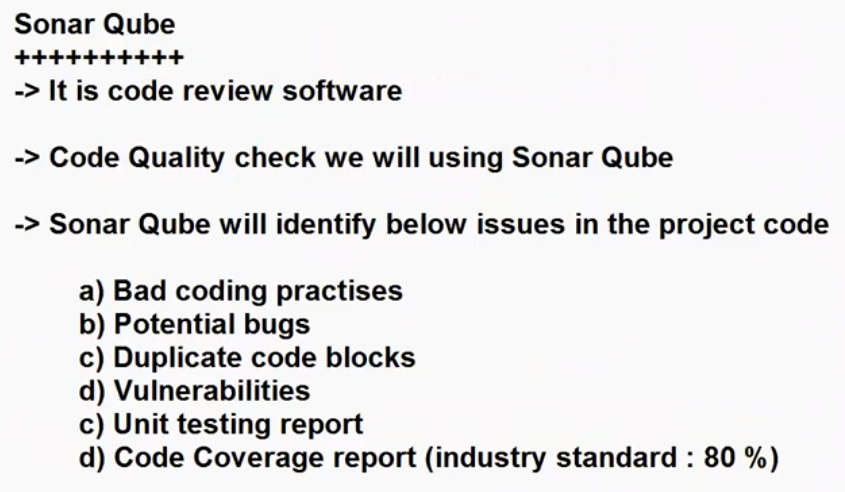 Sonar Qube
++++++++++
-> It is code review software
-> Code Quality check we will using Sonar Qube
-> Sonar Qube will identify below issues in the project code
a) Bad coding practises
b) Potential bugs
c) Duplicate code blocks
d) Vulnerabilities
c) Unit testing report
d) Code Coverage report (industry standard : 80 %)